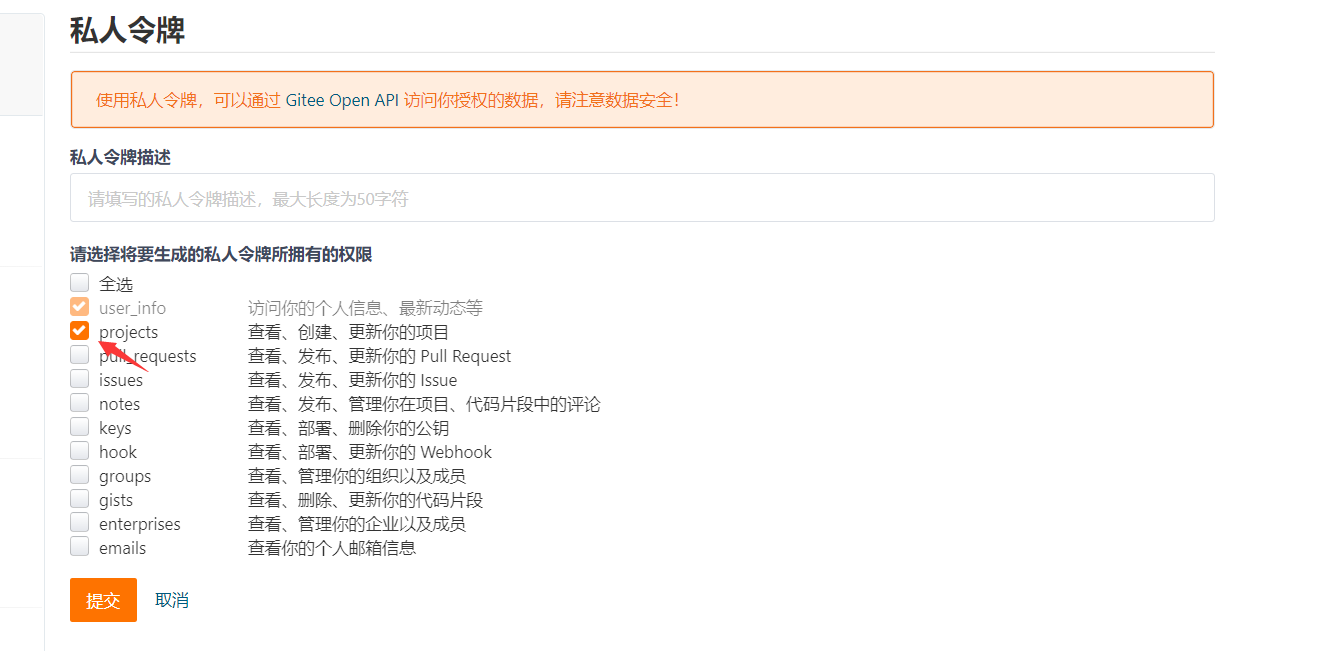 私人令牌
使用私人令牌，可以通过 Gitee Open API 访问你授权的数据，请注意数据安全！
私人令牌描述
请填写的私人令牌描述，最大长度为50字符
请选择将要生成的私人令牌所拥有的权限
全选
user_info 访问你的个人信息、最新动态等
projects 查看、创建、更新你的项目
pull_requests 查看、发布、更新你的 Pull Request
issues 查看、发布、更新你的 Issue
notes 查看、发布、管理你在项目、代码片段中的评论
keys 查看、部署、删除你的公钥
hook 查看、部署、更新你的 Webhook
groups 查看、管理你的组织以及成员
gists 查看、删除、更新你的代码片段
enterprises 查看、管理你的企业以及成员
emails 查看你的个人邮箱信息
提交 取消